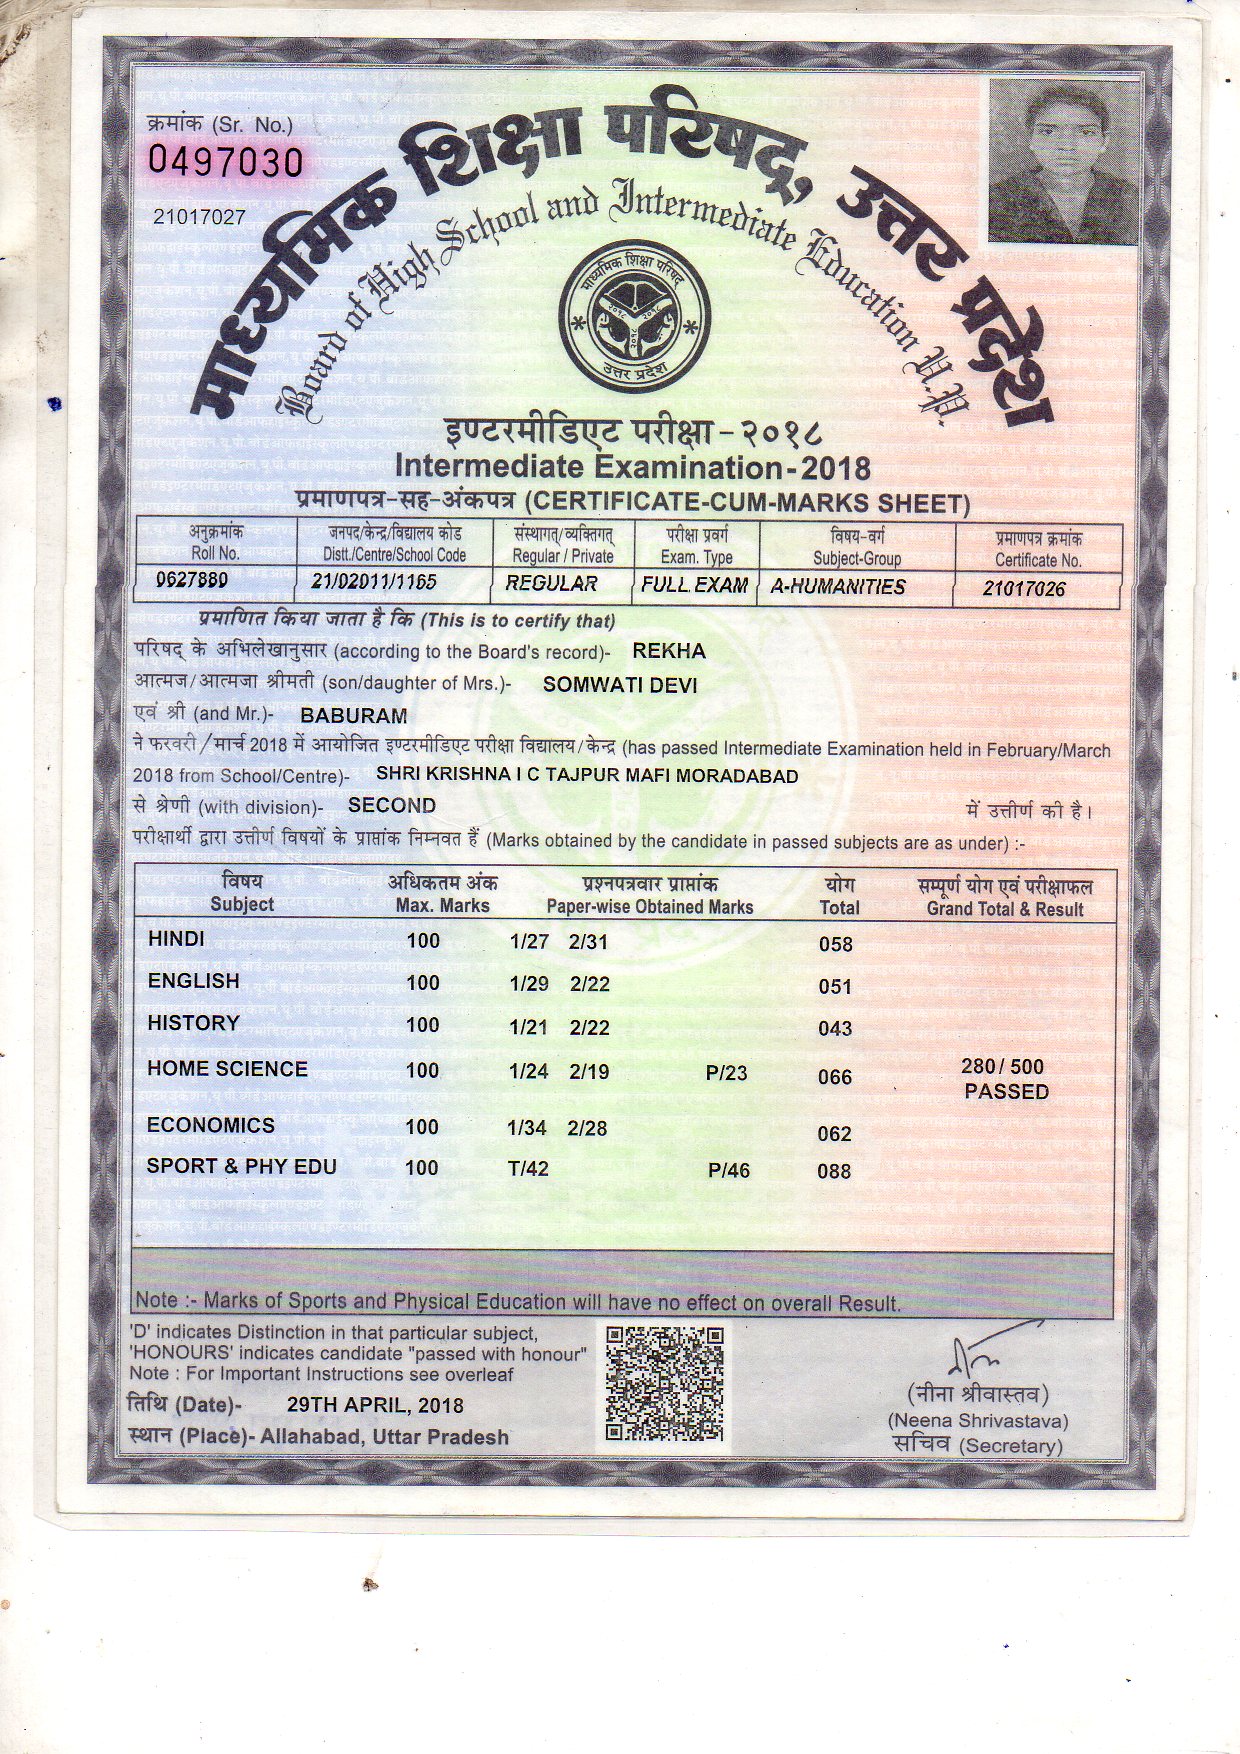 क्रमांक (Sr. No.)
0497030
21017027
माध्यमिक शिक्षा परिषद्, उत्तर प्रदेश
Board of High School and Intermediate Education U.P.
माध्यमिक शिक्षा परिषद्
२०१८ २०१८
२०१८
उत्तर प्रदेश
इण्टरमीडिएट परीक्षा - २०१८
Intermediate Examination - 2018
प्रमाणपत्र-सह-अंकपत्र (CERTIFICATE-CUM-MARKS SHEET)
अनुक्रमांक जनपद/केन्द्र/विद्यालय कोड संस्थागत/व्यक्तिगत् परीक्षा प्रवर्ग विषय-वर्ग प्रमाणपत्र क्रमांक
Roll No. Distt./Centre/School Code Regular / Private Exam. Type Subject-Group Certificate No.
0627880 21/02011/1165 REGULAR FULL EXAM A-HUMANITIES 21017026
प्रमाणित किया जाता है कि (This is to certify that)
परिषद् के अभिलेखानुसार (according to the Board's record)- REKHA
आत्मज/आत्मजा श्रीमती (son/daughter of Mrs.)- SOMWATI DEVI
एवं श्री (and Mr.)- BABURAM
ने फरवरी/मार्च 2018 में आयोजित इण्टरमीडिएट परीक्षा विद्यालय/केन्द्र (has passed Intermediate Examination held in February/March
2018 from School/Centre)- SHRI KRISHNA I C TAJPUR MAFI MORADABAD
से श्रेणी (with division)- SECOND में उत्तीर्ण की है।
परीक्षार्थी द्वारा उत्तीर्ण विषयों के प्राप्तांक निम्नवत हैं (Marks obtained by the candidate in passed subjects are as under) :-
विषय अधिकतम अंक प्रश्नपत्रवार प्राप्तांक योग सम्पूर्ण योग एवं परीक्षाफल
Subject Max. Marks Paper-wise Obtained Marks Total Grand Total & Result
HINDI 100 1/27 2/31 058
ENGLISH 100 1/29 2/22 051
HISTORY 100 1/21 2/22 043
HOME SCIENCE 100 1/24 2/19 P/23 066 280/ 500
PASSED
ECONOMICS 100 1/34 2/28 062
SPORT & PHY EDU 100 T/42 P/46 088
Note :- Marks of Sports and Physical Education will have no effect on overall Result.
'D' indicates Distinction in that particular subject,
'HONOURS' indicates candidate "passed with honour"
Note : For Important Instructions see overleaf
तिथि (Date)- 29TH APRIL, 2018
स्थान (Place)- Allahabad, Uttar Pradesh
(नीना श्रीवास्तव)
(Neena Shrivastava)
सचिव (Secretary)